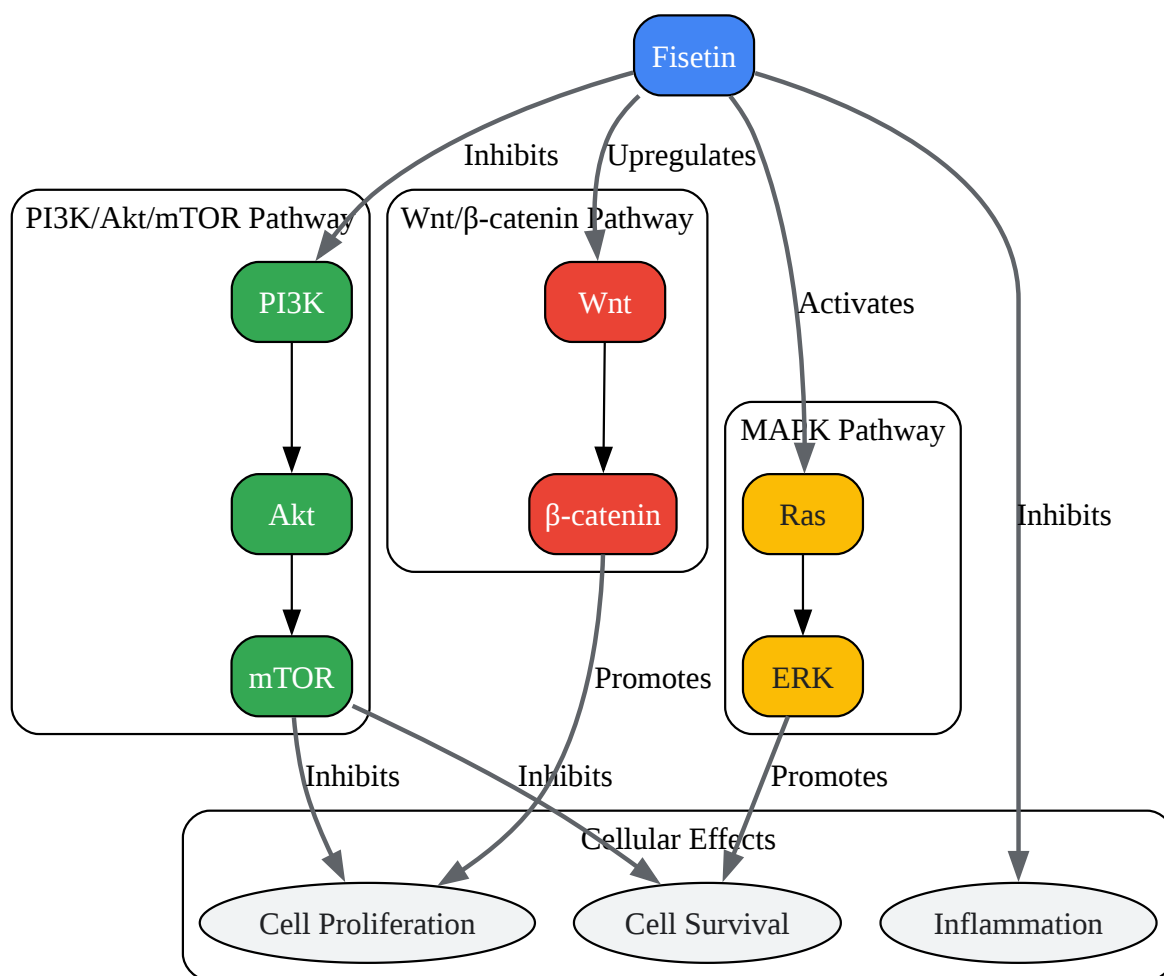 Fisetin
Inhibits
Upregulates
PI3K/Akt/mTOR Pathway
Wnt/β-catenin Pathway
PI3K
Wnt
Activates
MAPK Pathway
Akt
β-catenin
Ras
Inhibits
mTOR
Promotes
ERK
Inhibits
Inhibits
Promotes
Cellular Effects
Cell Proliferation
Cell Survival
Inflammation